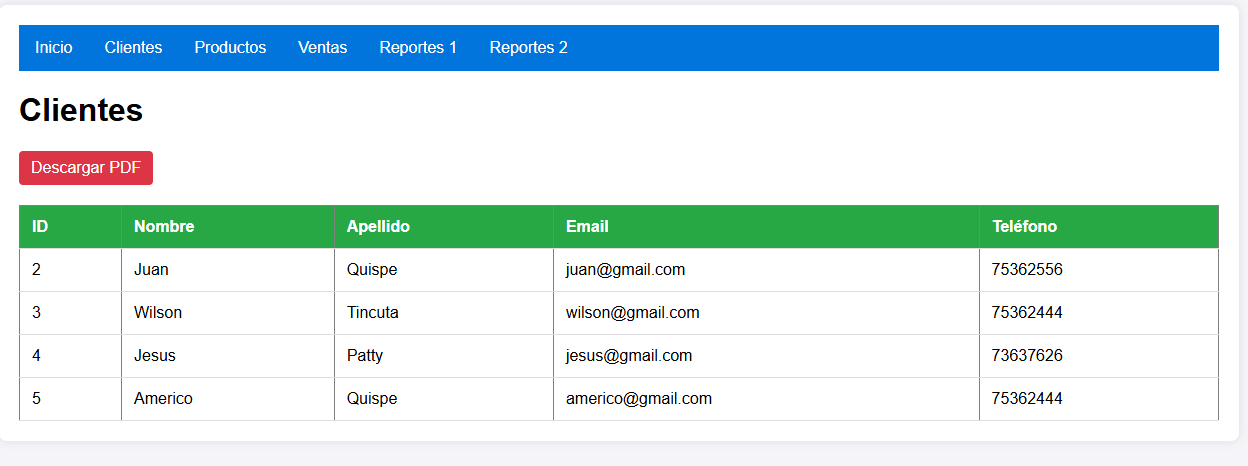 Inicio Clientes Productos Ventas Reportes 1 Reportes 2
Clientes
Descargar PDF
ID Nombre Apellido Email Teléfono
2 Juan Quispe juan@gmail.com 75362556
3 Wilson Tincuta wilson@gmail.com 75362444
4 Jesus Patty jesus@gmail.com 73637626
5 Americo Quispe americo@gmail.com 75362444